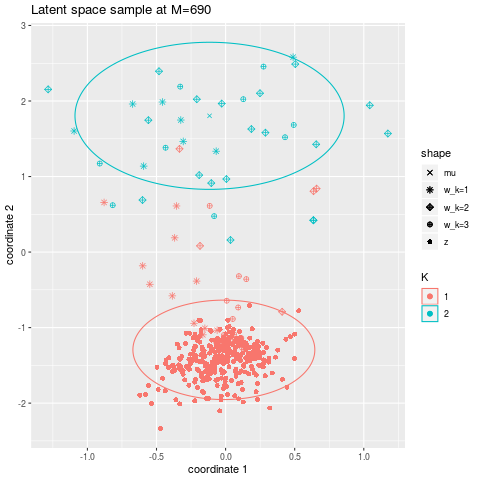 Latent space sample at M=690
3
2
1
0
-1
-2
coordinate 2
-1.0
-0.5
0.0
0.5
1.0
coordinate 1
shape
mu
w_k=1
w_k=2
w_k=3
z
K
1
2